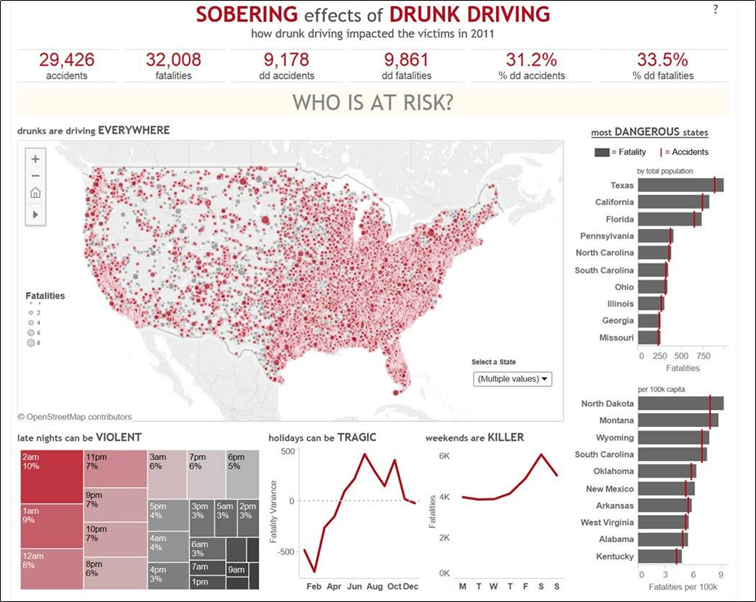 SOBERING effects of DRUNK DRIVING
?
how drunk driving impacted the victims in 2011
29,426
accidents
32,008
fatalities
9,178
dd accidents
9,861
dd fatalities
31.2%
% dd accidents
33.5%
% dd fatalities
WHO IS AT RISK?
drunks are driving EVERYWHERE
+
−
Fatalities
2
4
6
8
Select a State
(Multiple values)
© OpenStreetMap contributors
most DANGEROUS states
= Fatality
= Accidents
by total population
Texas
California
Florida
Pennsylvania
North Carolina
South Carolina
Ohio
Illinois
Georgia
Missouri
0 250 500 750
Fatalities
per 100k capita
North Dakota
Montana
Wyoming
South Carolina
Oklahoma
New Mexico
Arkansas
West Virginia
Alabama
Kentucky
0 3 6 9
Fatalities per 100k
late nights can be VIOLENT
2am
10%
1am
9%
12am
8%
11pm
7%
9pm
7%
10pm
7%
8pm
6%
3am
6%
7pm
6%
6pm
5%
5pm
4%
4am
4%
4pm
3%
3pm
3%
5am
3%
2pm
3%
6am
3%
7am
1pm
9am
holidays can be TRAGIC
500
0
-500
Fatality Variance
Feb Apr Jun Aug Oct Dec
weekends are KILLER
6K
4K
2K
0K
Fatalities
M T W T F S S